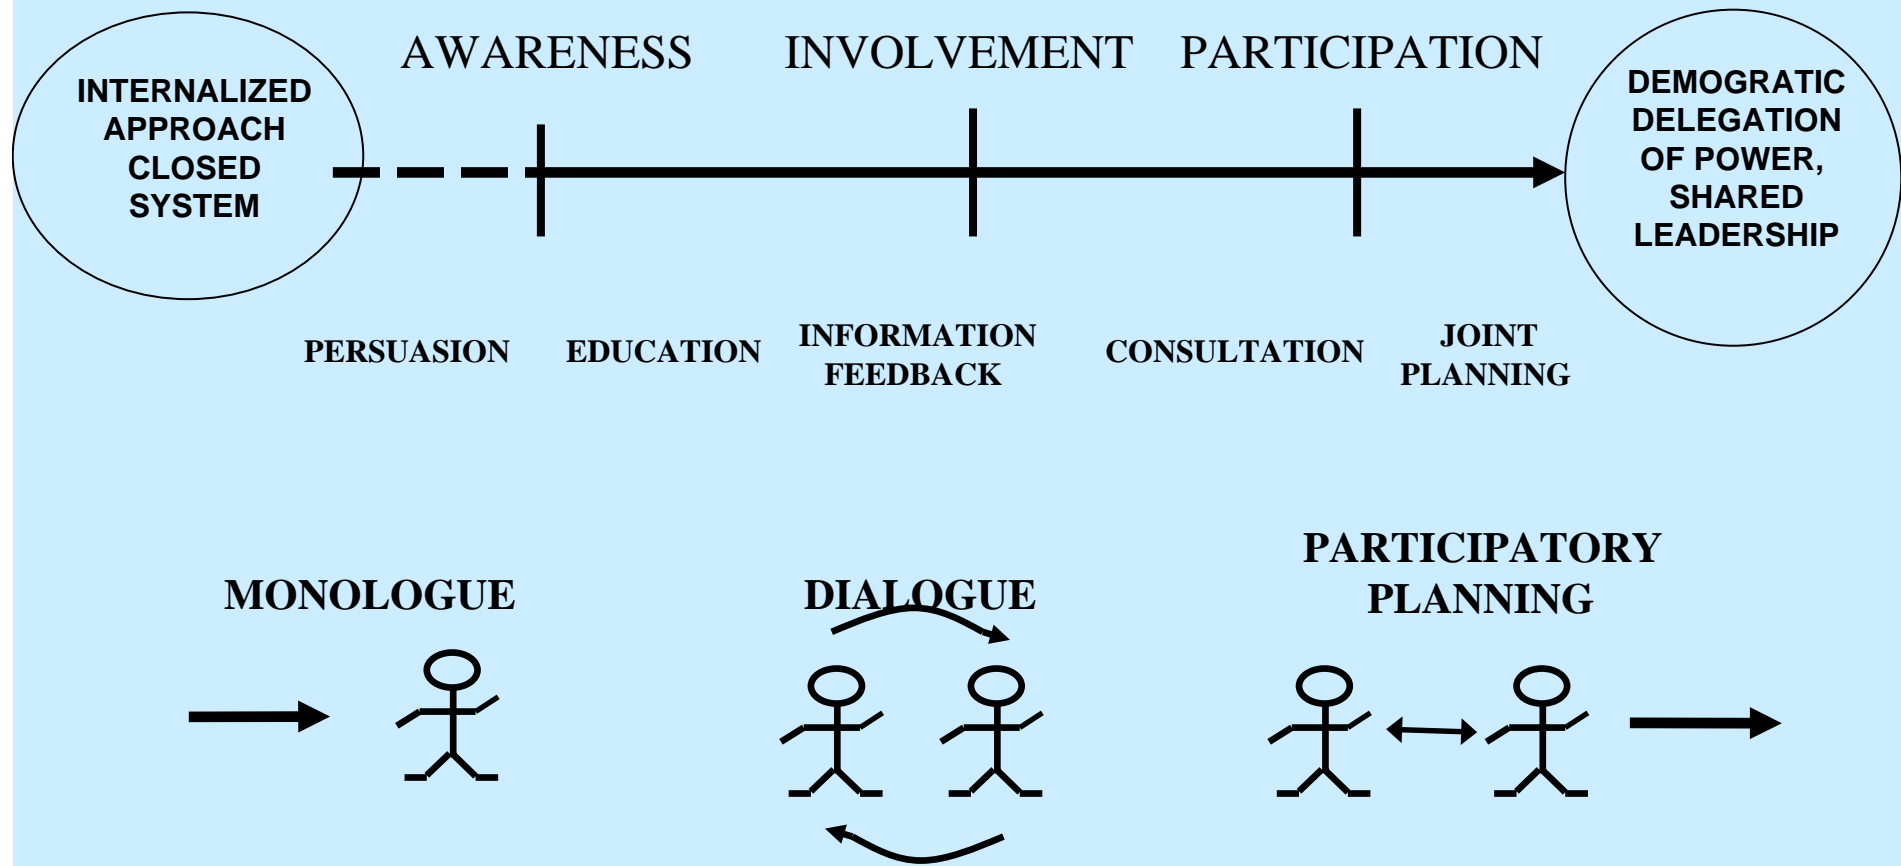 INTERNALIZED
APPROACH
CLOSED
SYSTEM
AWARENESS
INVOLVEMENT
PARTICIPATION
DEMOGRATIC
DELEGATION
OF POWER,
SHARED
LEADERSHIP
PERSUASION
EDUCATION
INFORMATION
FEEDBACK
CONSULTATION
JOINT
PLANNING
MONOLOGUE
DIALOGUE
PARTICIPATORY
PLANNING